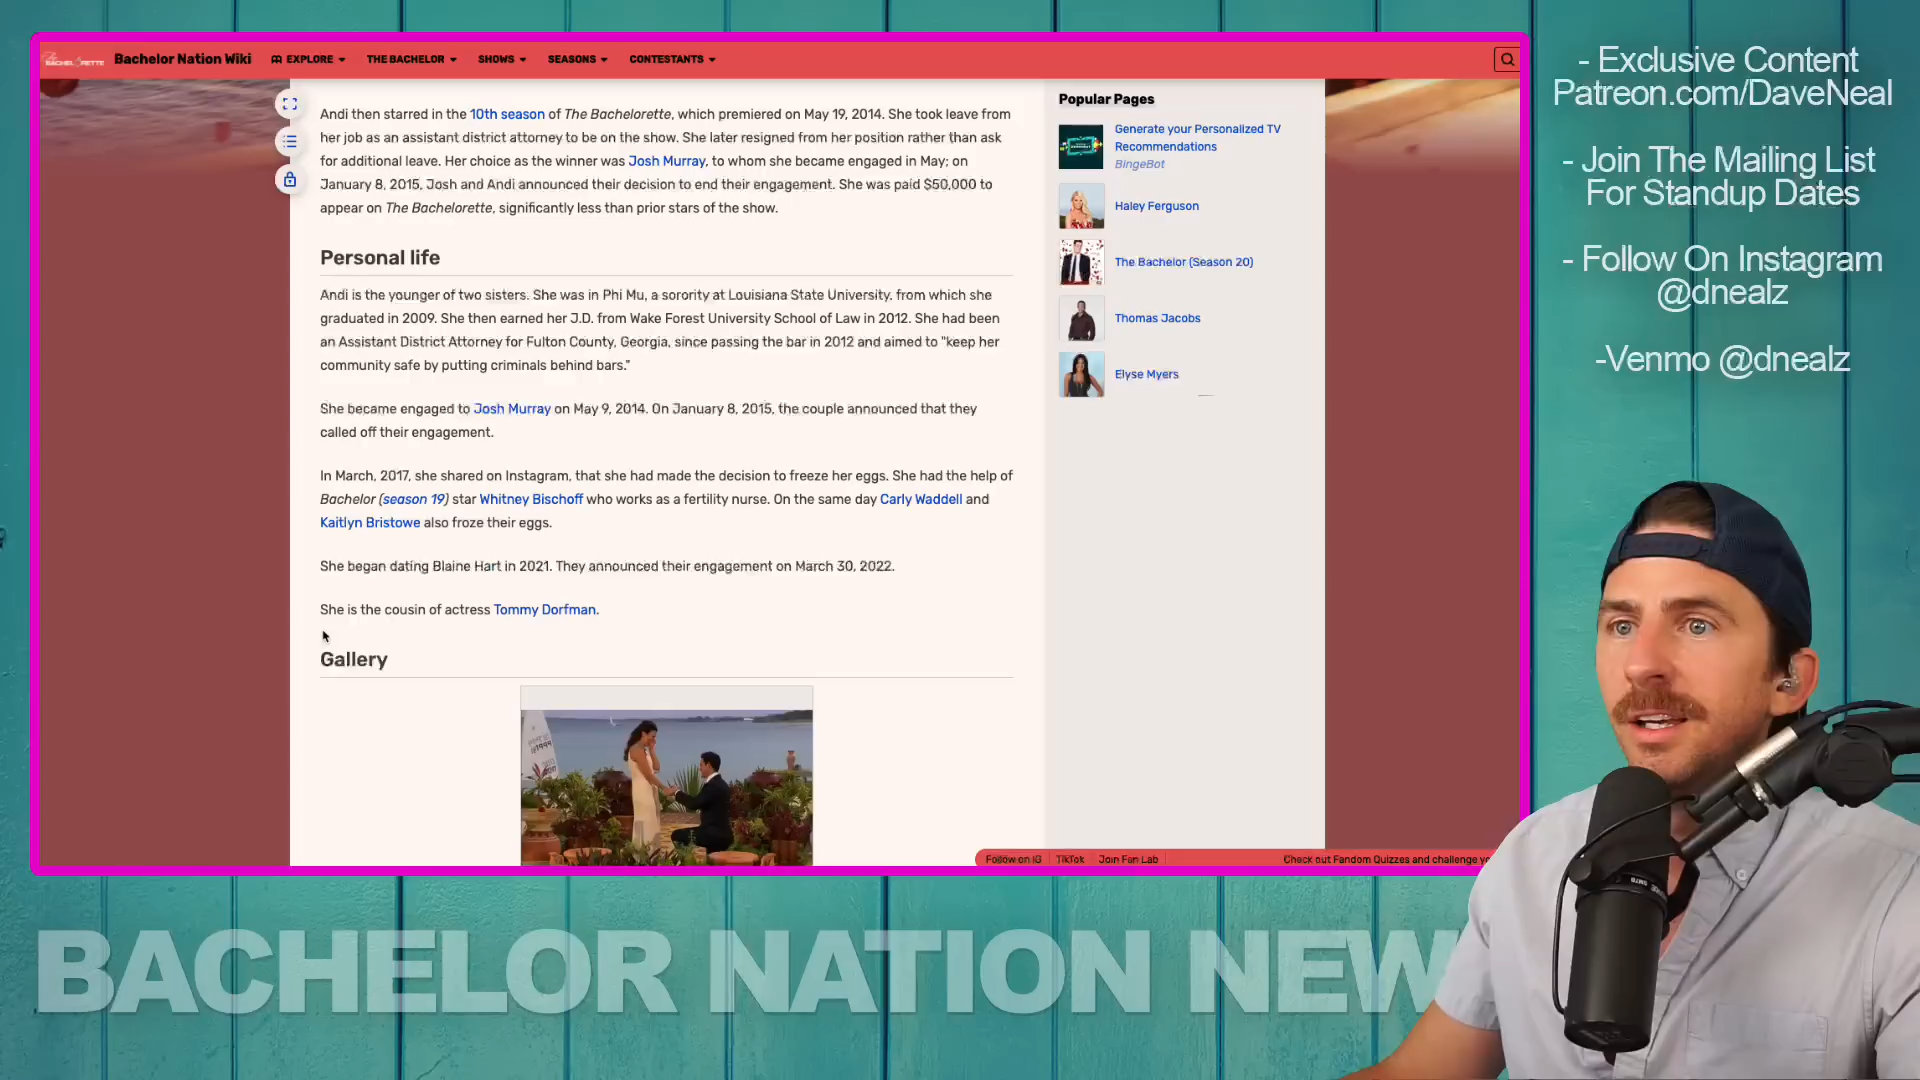 BACHELORETTE
Bachelor Nation Wiki
EXPLORE
THE BACHELOR
SHOWS
SEASONS
CONTESTANTS
Andi then starred in the 10th season of The Bachelorette, which premiered on May 19, 2014. She took leave from
her job as an assistant district attorney to be on the show. She later resigned from her position rather than ask
for additional leave. Her choice as the winner was Josh Murray, to whom she became engaged in May; on
January 8, 2015, Josh and Andi announced their decision to end their engagement. She was paid $50,000 to
appear on The Bachelorette, significantly less than prior stars of the show.
Personal life
Andi is the younger of two sisters. She was in Phi Mu, a sorority at Louisiana State University, from which she
graduated in 2009. She then earned her J.D. from Wake Forest University School of Law in 2012. She had been
an Assistant District Attorney for Fulton County, Georgia, since passing the bar in 2012 and aimed to "keep her
community safe by putting criminals behind bars."
She became engaged to Josh Murray on May 9, 2014. On January 8, 2015, the couple announced that they
called off their engagement.
In March, 2017, she shared on Instagram, that she had made the decision to freeze her eggs. She had the help of
Bachelor (season 19) star Whitney Bischoff who works as a fertility nurse. On the same day Carly Waddell and
Kaitlyn Bristowe also froze their eggs.
She began dating Blaine Hart in 2021. They announced their engagement on March 30, 2022.
She is the cousin of actress Tommy Dorfman.
Gallery
Popular Pages
Generate your Personalized TV
Recommendations
BingeBot
Haley Ferguson
The Bachelor (Season 20)
Thomas Jacobs
Elyse Myers
Follow on IG
TikTok
Join Fan Lab
Check out Fandom Quizzes and challenge yo
- Exclusive Content
Patreon.com/DaveNeal
- Join The Mailing List
For Standup Dates
- Follow On Instagram
@dnealz
-Venmo @dnealz
BACHELOR NATION NEW